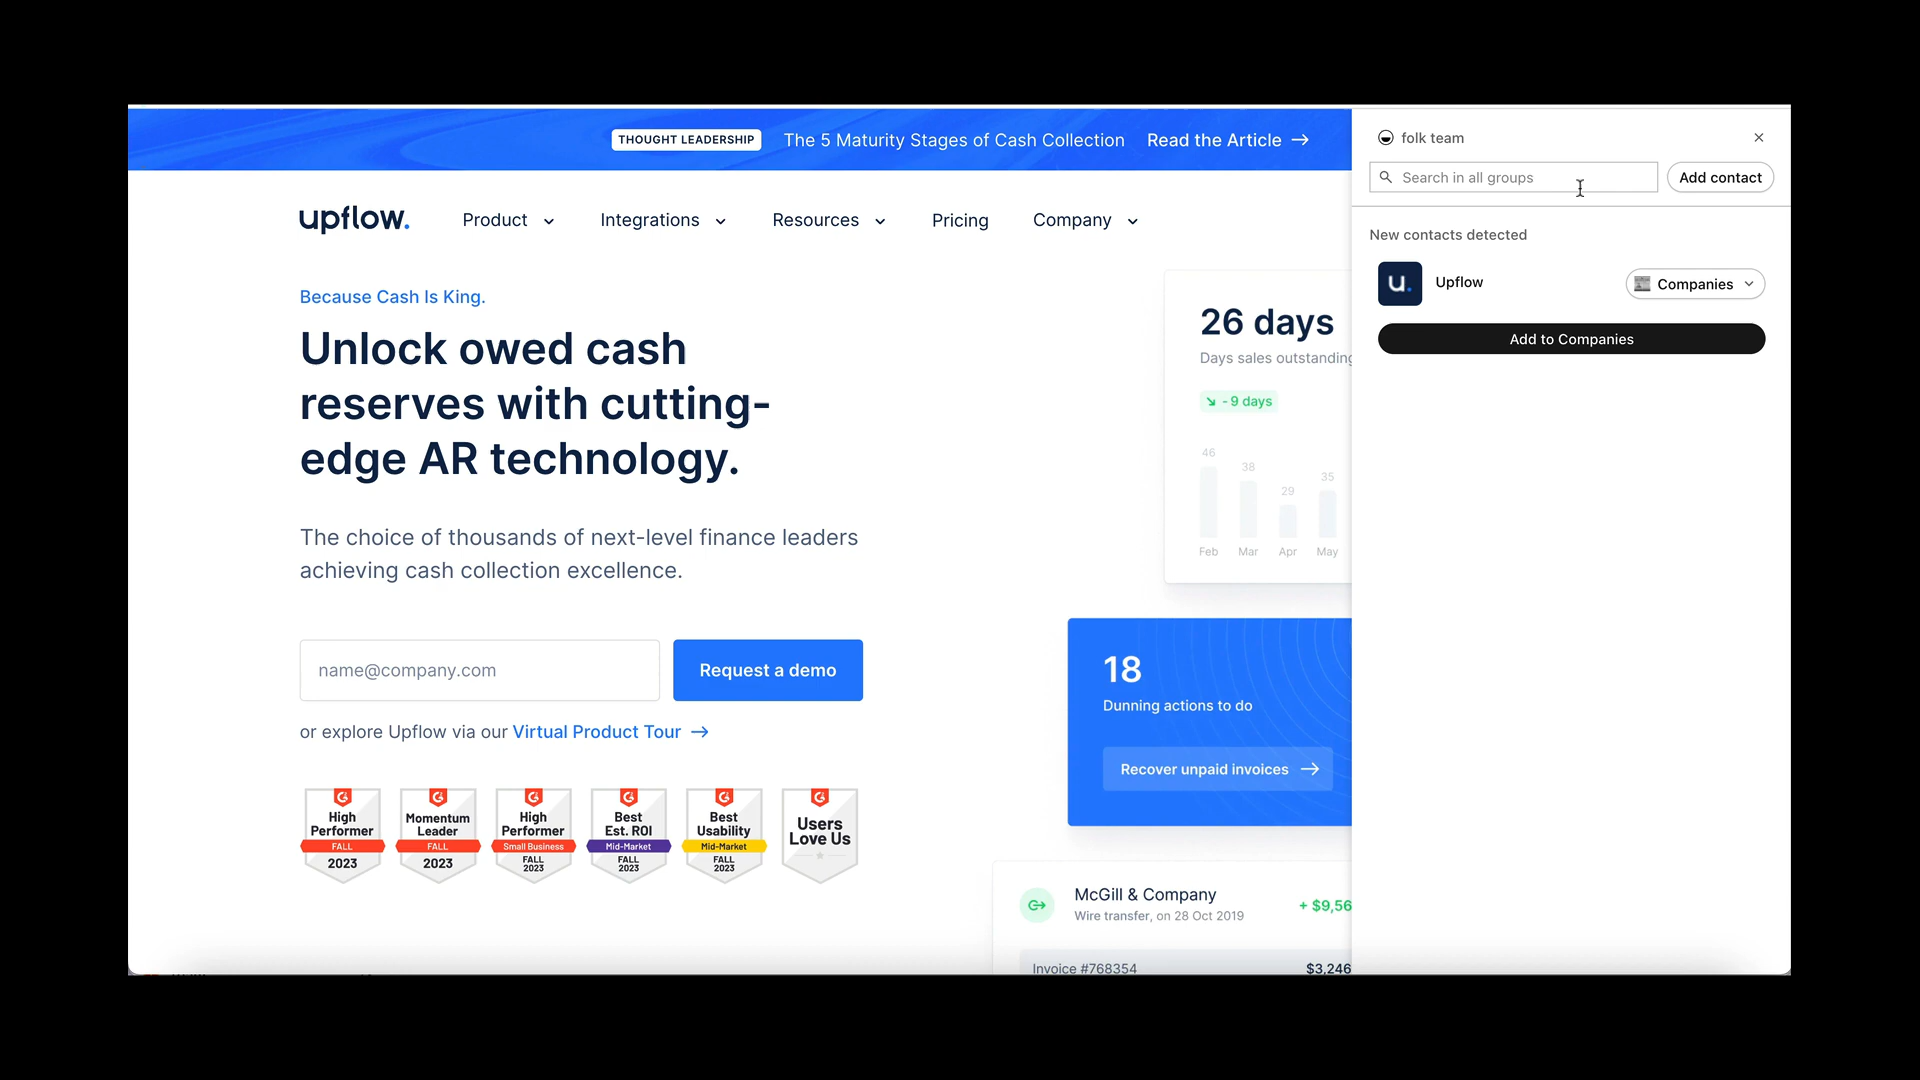 THOUGHT LEADERSHIP The 5 Maturity Stages of Cash Collection Read the Article →
upflow. Product Integrations Resources Pricing Company
Because Cash Is King.
Unlock owed cash
reserves with cutting-
edge AR technology.
The choice of thousands of next-level finance leaders
achieving cash collection excellence.
name@company.com Request a demo
or explore Upflow via our Virtual Product Tour →
High
Performer
FALL
2023
Momentum
Leader
FALL
2023
High
Performer
Small Business
FALL
2023
Best
Est. ROI
Mid-Market
FALL
2023
Best
Usability
Mid-Market
FALL
2023
Users
Love Us
26 days
Days sales outstanding
- 9 days
46 38 29 35
Feb Mar Apr May
18
Dunning actions to do
Recover unpaid invoices →
McGill & Company
Wire transfer, on 28 Oct 2019
+ $9,56
Invoice #768354 $3,246
folk team
Search in all groups Add contact
New contacts detected
u. Upflow Companies
Add to Companies